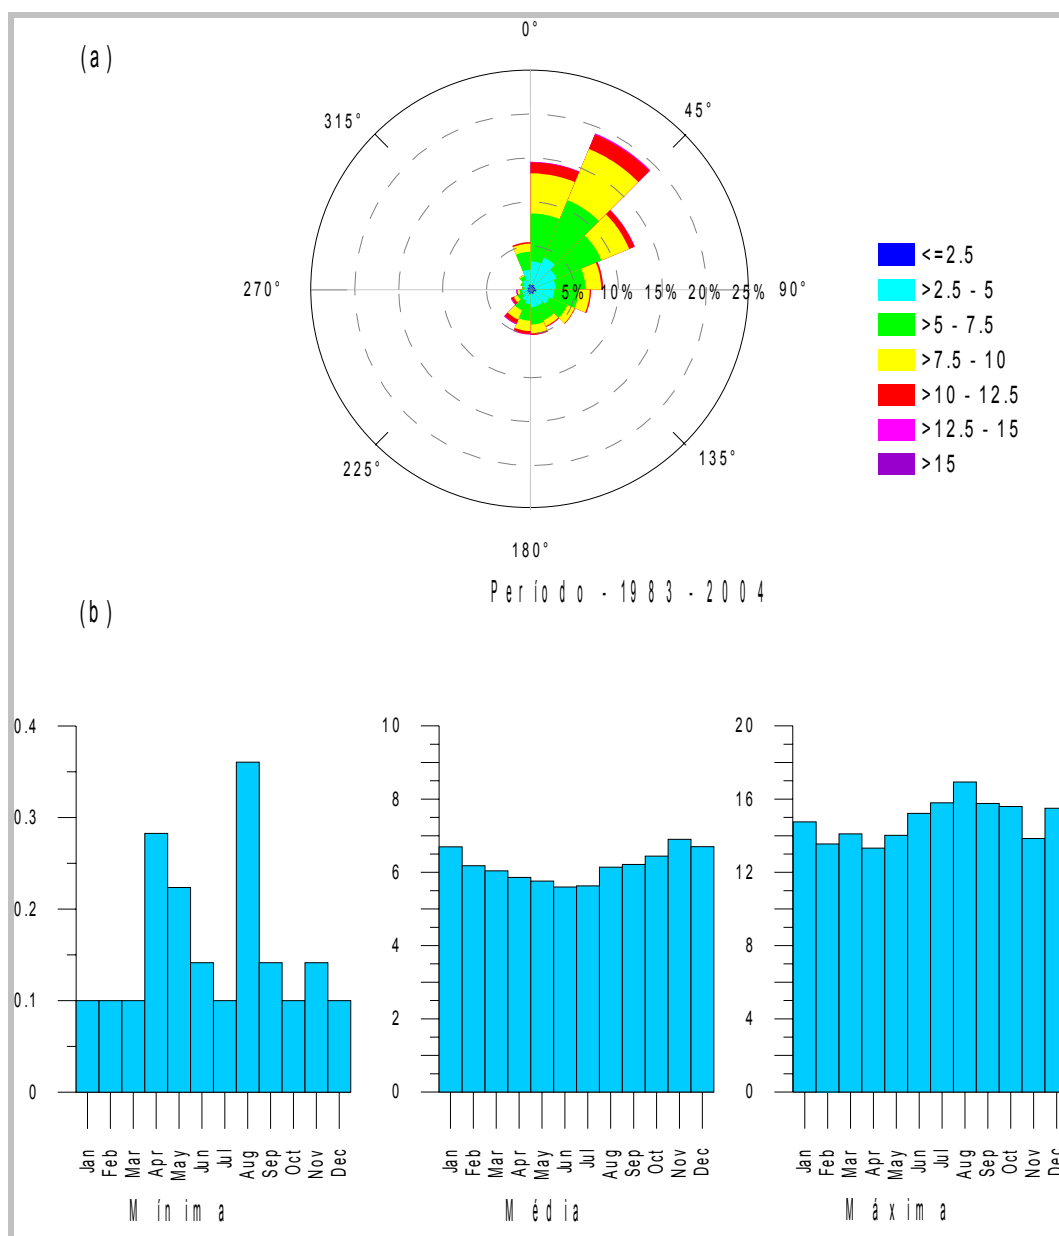 (a)
0°
45°
315°
270°
5% 10% 15% 20% 25% 90°
225°
135°
180°
<=2.5
>2.5 - 5
>5 - 7.5
>7.5 - 10
>10 - 12.5
>12.5 - 15
>15
Período - 1983 - 2004
(b)
0.4
0.3
0.2
0.1
0
Jan Feb Mar Apr May Jun Jul Aug Sep Oct Nov Dec
Mínima
10
8
6
4
2
0
Jan Feb Mar Apr May Jun Jul Aug Sep Oct Nov Dec
Média
20
16
12
8
4
0
Jan Feb Mar Apr May Jun Jul Aug Sep Oct Nov Dec
Máxima